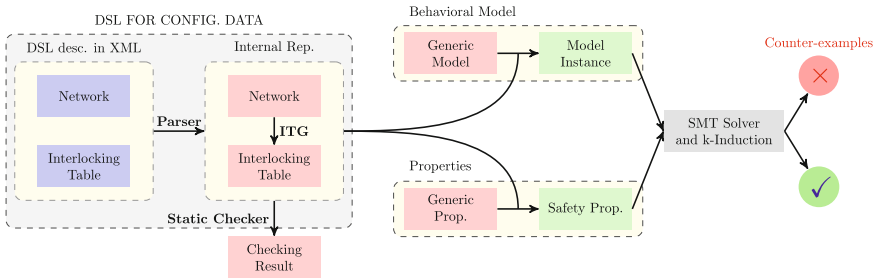 DSL FOR CONFIG. DATA
DSL desc. in XML
Network
Interlocking
Table
Parser
Internal Rep.
Network
ITG
Interlocking
Table
Static Checker
Checking
Result
Behavioral Model
Generic
Model
Model
Instance
Properties
Generic
Prop.
Safety Prop.
SMT Solver
and k-Induction
Counter-examples